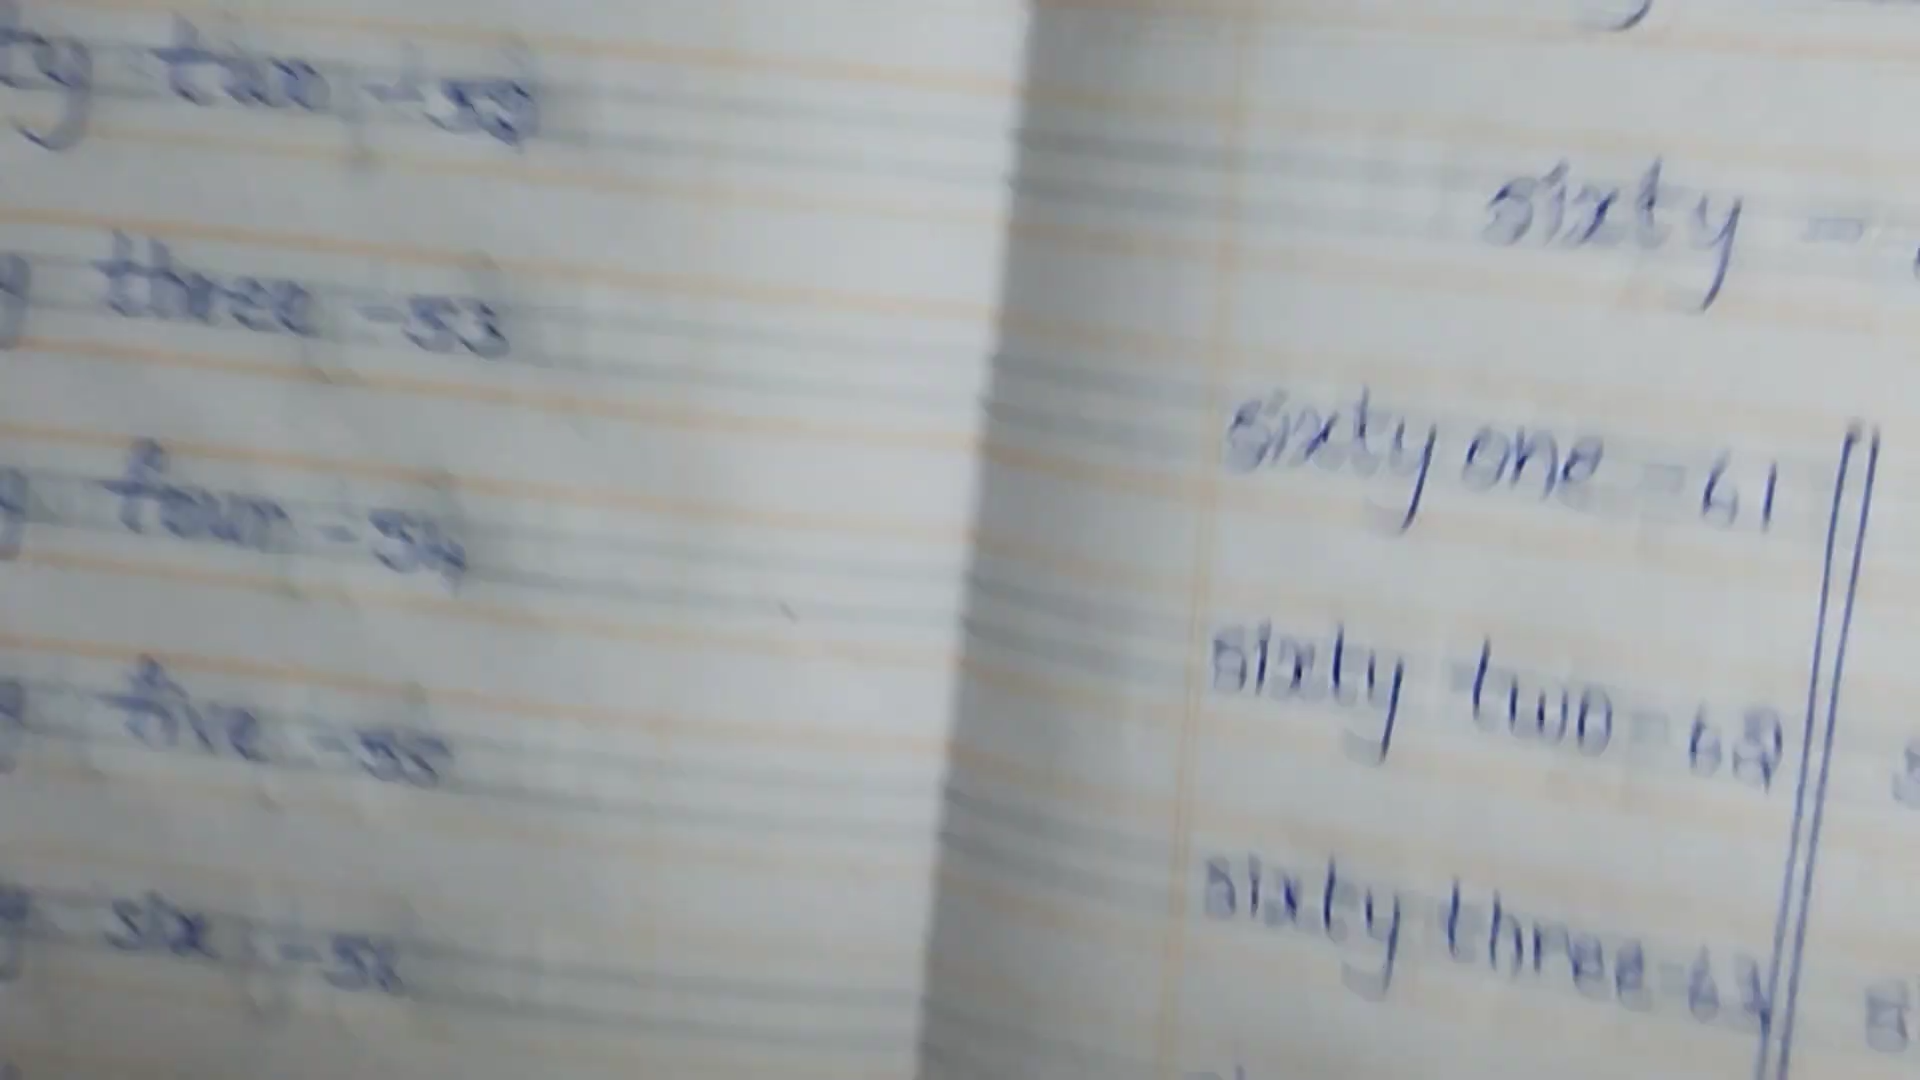 two - 52
three - 53
four - 54
five - 55
six - 56
sixty -
sixty one - 61
sixty two - 62
sixty three - 63